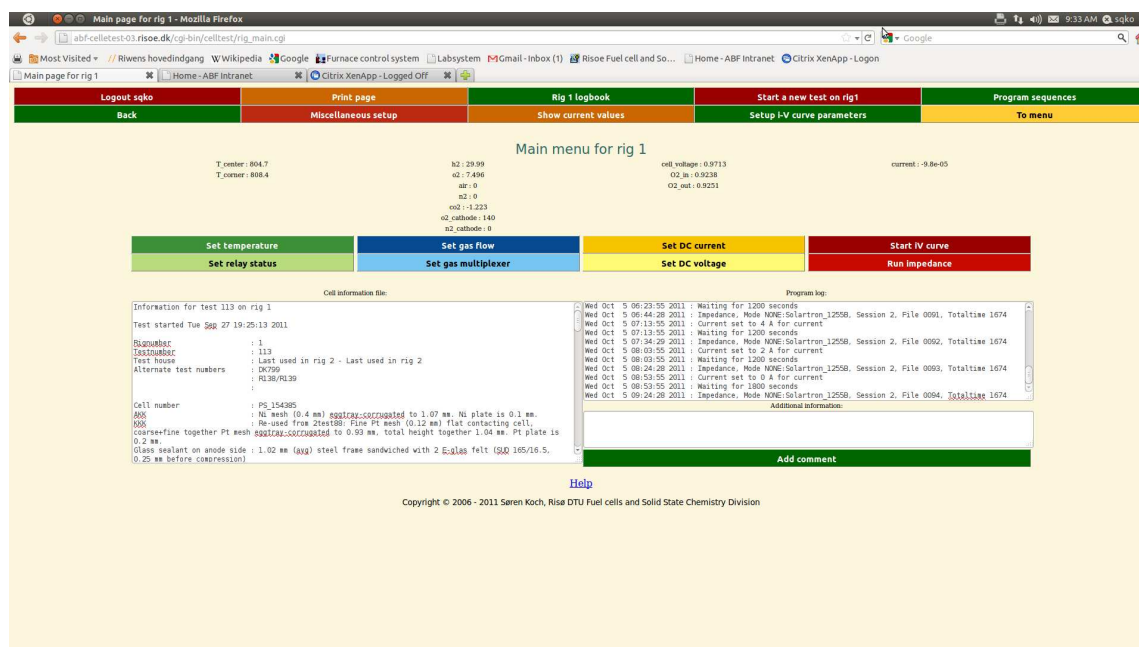 Main page for rig 1 - Mozilla Firefox
9:33 AM sqko
abf-celletest-03.risoe.dk/cgi-bin/celltest/rig_main.cgi
Google
Most Visited
Riwens hovedindgang
Wikipedia
Google
Furnace control system
Labsystem
Gmail - Inbox (1)
Risoe Fuel cell and So...
Home - ABF Intranet
Citrix XenApp - Logon
Main page for rig 1
Home - ABF Intranet
Citrix XenApp - Logged Off
Logout sqko
Print page
Rig 1 logbook
Start a new test on rig1
Program sequences
Back
Miscellaneous setup
Show current values
Setup i-V curve parameters
To menu
Main menu for rig 1
T_center : 804.7
T_corner : 808.4
h2 : 29.99
o2 : 7.496
air : 0
n2 : 0
co2 : -1.223
o2_cathode : 140
n2_cathode : 0
cell_voltage : 0.9713
O2_in : 0.9238
O2_out : 0.9251
current : -9.8e-05
Set temperature
Set gas flow
Set DC current
Start iV curve
Set relay status
Set gas multiplexer
Set DC voltage
Run impedance
Cell information file:
Information for test 113 on rig 1
Test started Tue Sep 27 19:25:13 2011
Rignumber : 1
Testnumber : 113
Test house : Last used in rig 2 - Last used in rig 2
Alternate test numbers : DK799
: R138/R139
:
Cell number : PS_154385
AKK : Ni mesh (0.4 mm) eggtray-corrugated to 1.07 mm. Ni plate is 0.1 mm.
KKK : Re-used from 2test88: Fine Pt mesh (0.12 mm) flat contacting cell,
coarse+fine together Pt mesh eggtray-corrugated to 0.93 mm, total height together 1.04 mm. Pt plate is
0.2 mm.
Glass sealant on anode side : 1.02 mm (avg) steel frame sandwiched with 2 E-glas felt (SUD 165/16.5,
0.25 mm before compression)
Program log:
Wed Oct 5 06:23:55 2011 : Waiting for 1200 seconds
Wed Oct 5 06:44:28 2011 : Impedance, Mode NONE:Solartron_1255B, Session 2, File 0091, Totaltime 1674
Wed Oct 5 07:13:55 2011 : Current set to 4 A for current
Wed Oct 5 07:13:55 2011 : Waiting for 1200 seconds
Wed Oct 5 07:34:29 2011 : Impedance, Mode NONE:Solartron_1255B, Session 2, File 0092, Totaltime 1674
Wed Oct 5 08:03:55 2011 : Current set to 2 A for current
Wed Oct 5 08:03:55 2011 : Waiting for 1200 seconds
Wed Oct 5 08:24:28 2011 : Impedance, Mode NONE:Solartron_1255B, Session 2, File 0093, Totaltime 1674
Wed Oct 5 08:53:55 2011 : Current set to 0 A for current
Wed Oct 5 08:53:55 2011 : Waiting for 1800 seconds
Wed Oct 5 09:24:28 2011 : Impedance, Mode NONE:Solartron_1255B, Session 2, File 0094, Totaltime 1674
Additional information:
Add comment
Help
Copyright © 2006 - 2011 Søren Koch, Risø DTU Fuel cells and Solid State Chemistry Division